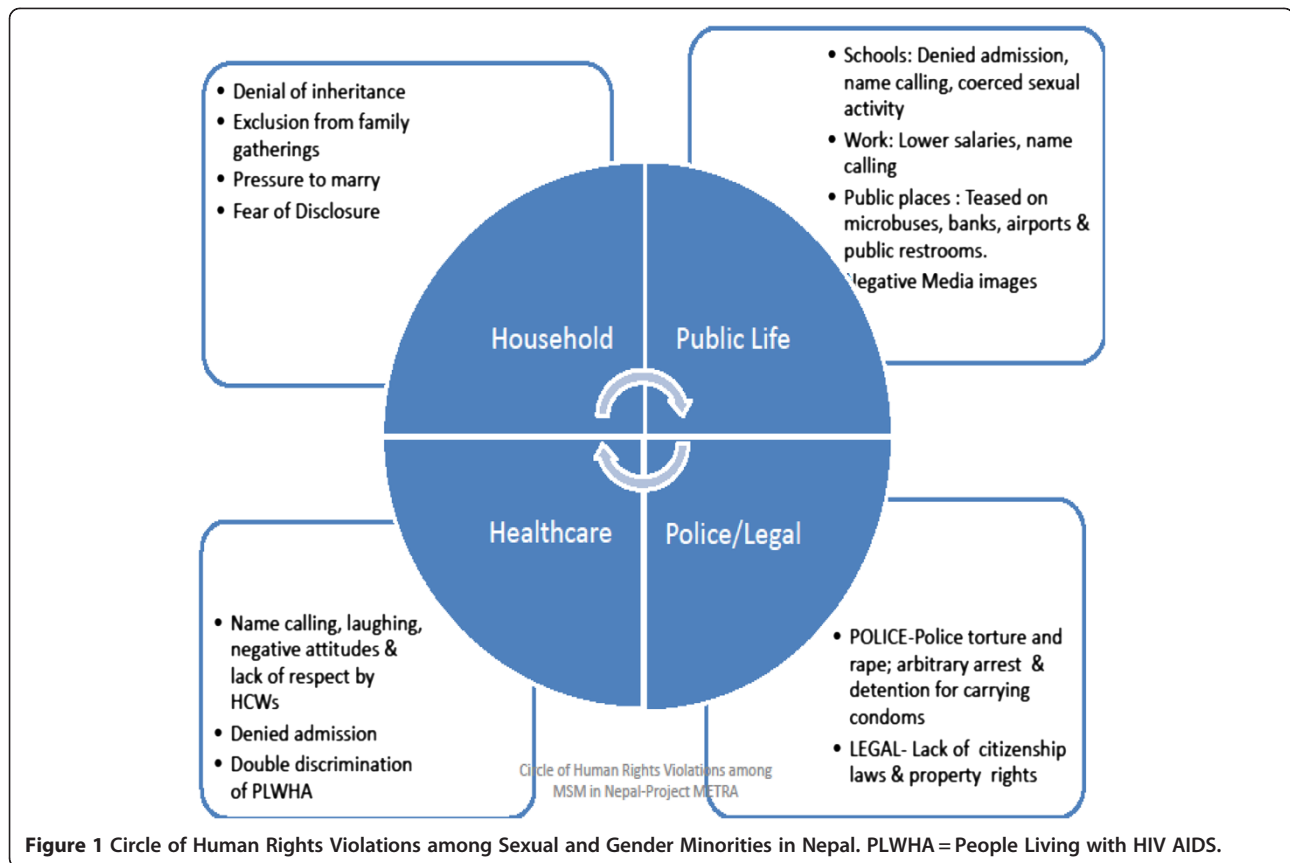 • Denial of inheritance
• Exclusion from family
gatherings
• Pressure to marry
• Fear of Disclosure
• Schools: Denied admission,
name calling, coerced sexual
activity
• Work: Lower salaries, name
calling
• Public places : Teased on
microbuses, banks, airports &
public restrooms.
Negative Media images
Household
Public Life
Healthcare
Police/Legal
• Name calling, laughing,
negative attitudes &
lack of respect by
HCWs
• Denied admission
• Double discrimination
of PLWHA
• POLICE-Police torture and
rape; arbitrary arrest &
detention for carrying
condoms
• LEGAL- Lack of citizenship
laws & property rights
Circle of Human Rights Violations among
MSM in Nepal-Project METRA
Figure 1 Circle of Human Rights Violations among Sexual and Gender Minorities in Nepal. PLWHA = People Living with HIV AIDS.